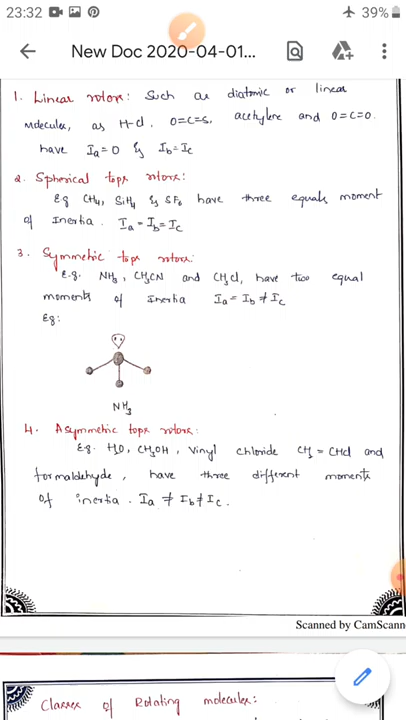 23:32
39%
New Doc 2020-04-01...
1. Linear rotors: Such as diatomic or linear
molecules, as H-Cl, O=C=S, acetylene and O=C=O.
have Ia=0 & Ib=Ic
2. Spherical tops rotors:
Eg CH4, SiH4 & SF6 have three equals moment
of Inertia. Ia=Ib=Ic
3. Symmetric tops rotors:
E.g. NH3, CH3CN and CH3Cl, have two equal
moments of Inertia Ia=Ib≠Ic
Eg:
NH3
4. Asymmetric tops rotors:
Eg. H2O, CH3OH, Vinyl chloride CH2=CHCl and
formaldehyde, have three different moments
of inertia. Ia≠Ib≠Ic.
Scanned by CamScann
Classes of Rotating molecules: